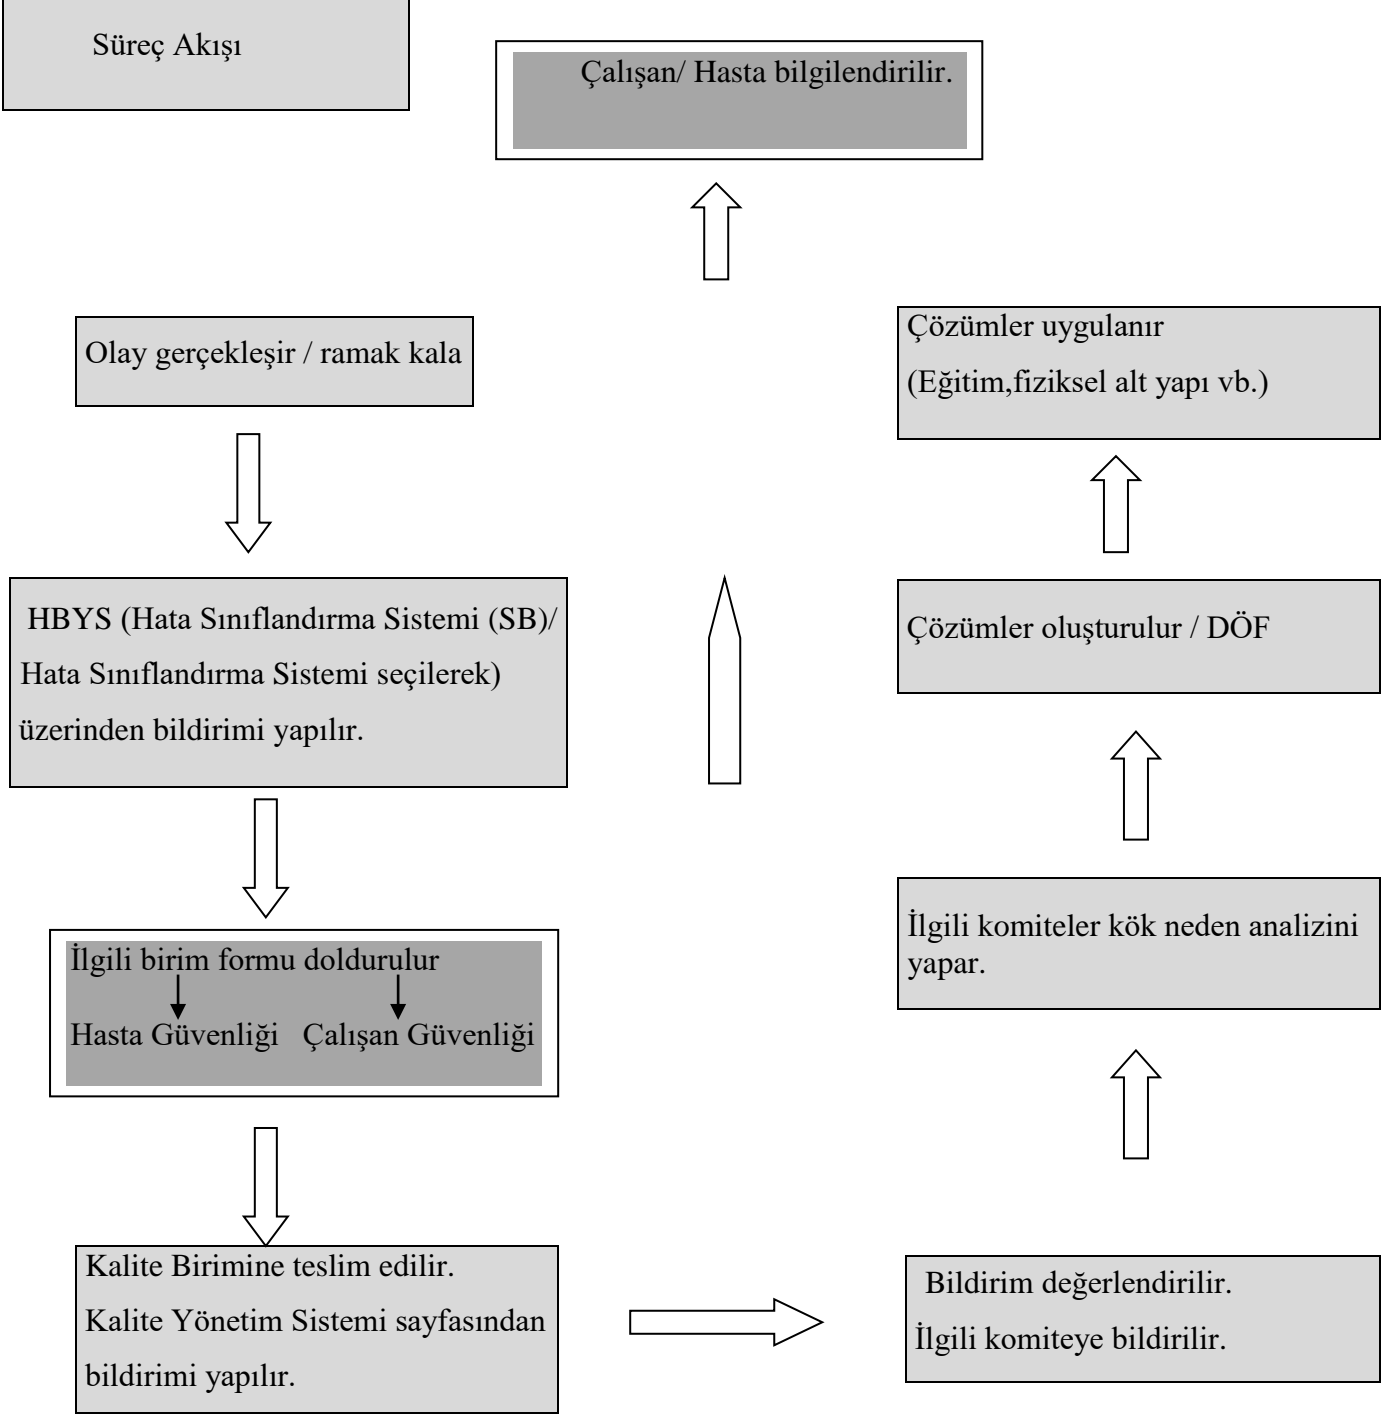 Süreç Akışı
Çalışan/ Hasta bilgilendirilir.
Olay gerçekleşir / ramak kala
HBYS (Hata Sınıflandırma Sistemi (SB)/
Hata Sınıflandırma Sistemi seçilerek)
üzerinden bildirimi yapılır.
İlgili birim formu doldurulur
Hasta Güvenliği Çalışan Güvenliği
Kalite Birimine teslim edilir.
Kalite Yönetim Sistemi sayfasından
bildirimi yapılır.
Bildirim değerlendirilir.
İlgili komiteye bildirilir.
İlgili komiteler kök neden analizini
yapar.
Çözümler oluşturulur / DÖF
Çözümler uygulanır
(Eğitim,fiziksel alt yapı vb.)